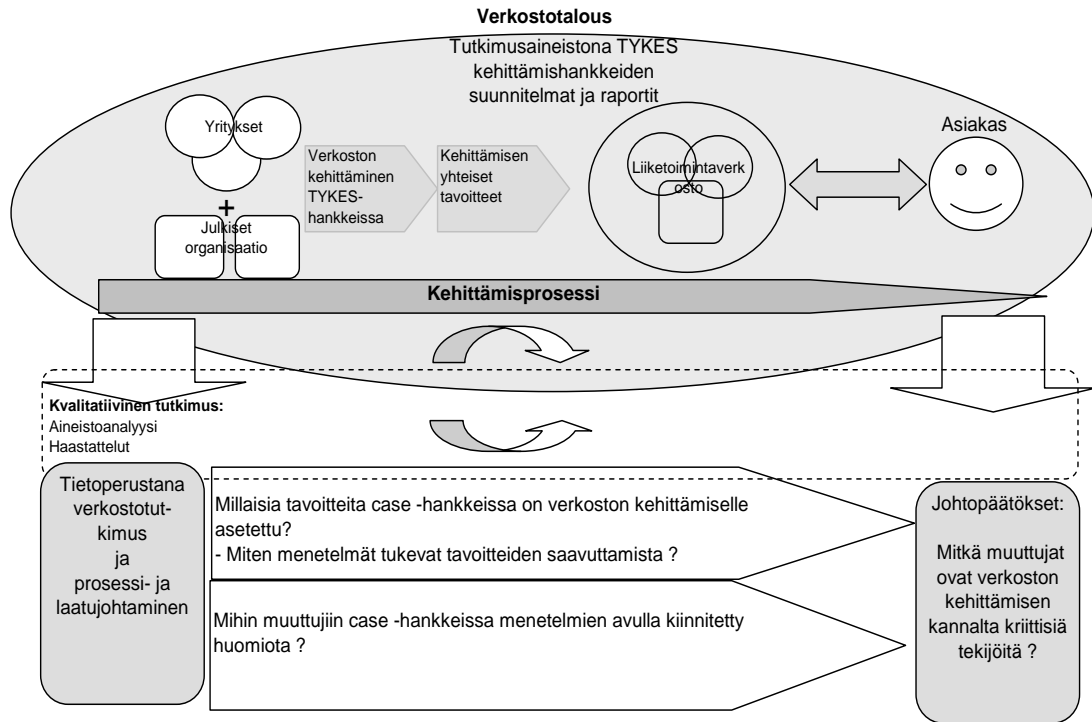 Verkostotalous
Tutkimusaineistona TYKES
kehittämishankkeiden
suunnitelmat ja raportit
Yritykset
+
Julkiset
organisaatio
Verkoston
kehittäminen
TYKES-
hankkeissa
Kehittämisen
yhteiset
tavoitteet
Liiketoimintaverk
osto
Asiakas
Kehittämisprosessi
Kvalitatiivinen tutkimus:
Aineistoanalyysi
Haastattelut
Tietoperustana
verkostotut-
kimus
ja
prosessi- ja
laatujohtaminen
Millaisia tavoitteita case -hankkeissa on verkoston kehittämiselle
asetettu?
- Miten menetelmät tukevat tavoitteiden saavuttamista ?
Mihin muuttujiin case -hankkeissa menetelmien avulla kiinnitetty
huomiota ?
Johtopäätökset:
Mitkä muuttujat
ovat verkoston
kehittämisen
kannalta kriittisiä
tekijöitä ?